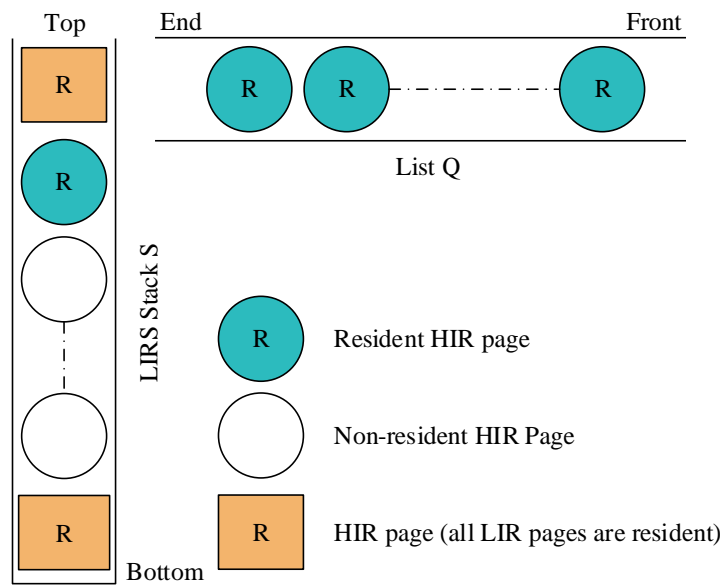 Top
End
Front
R
R
R
R
R
List Q
LIRS Stack S
R
Resident HIR page
Non-resident HIR Page
R
R
HIR page (all LIR pages are resident)
Bottom